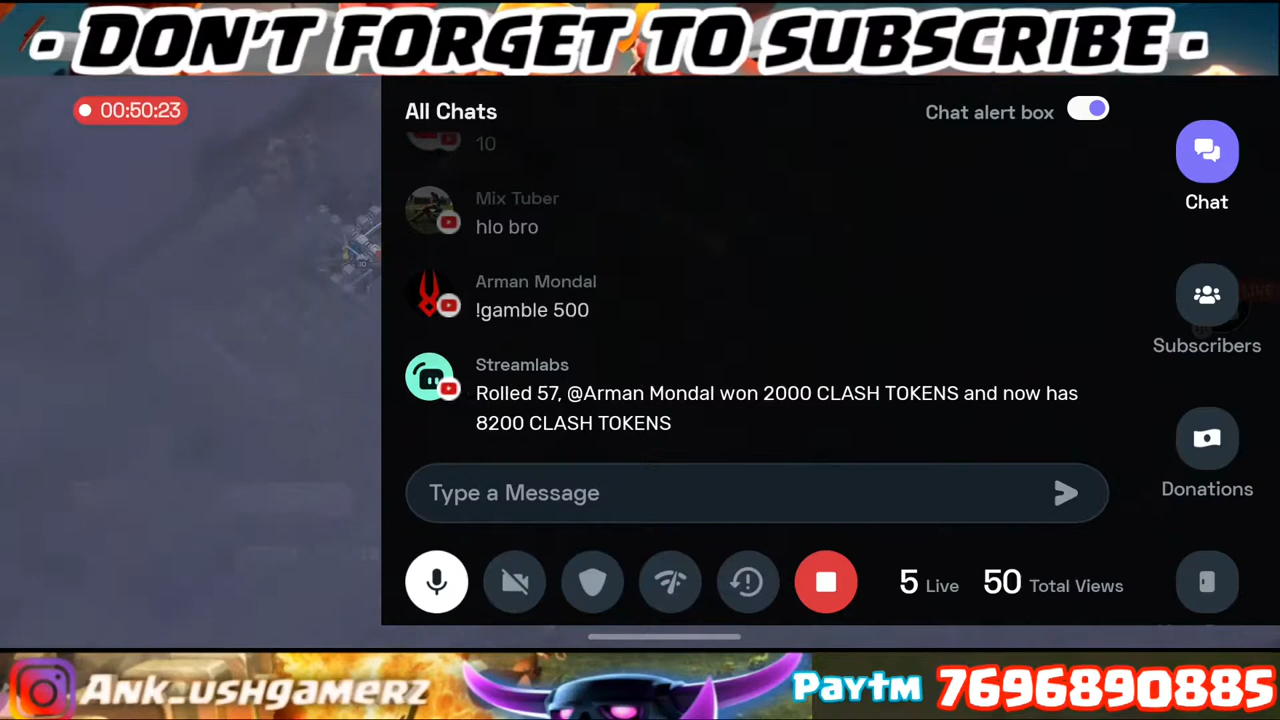 - DON'T FORGET TO SUBSCRIBE -
00:50:23
All Chats
Chat alert box
10
Mix Tuber
hlo bro
Arman Mondal
!gamble 500
Streamlabs
Rolled 57, @Arman Mondal won 2000 CLASH TOKENS and now has
8200 CLASH TOKENS
Type a Message
5 Live
50 Total Views
Chat
Subscribers
Donations
Ank_ushgamerz
Paytm 7696890885